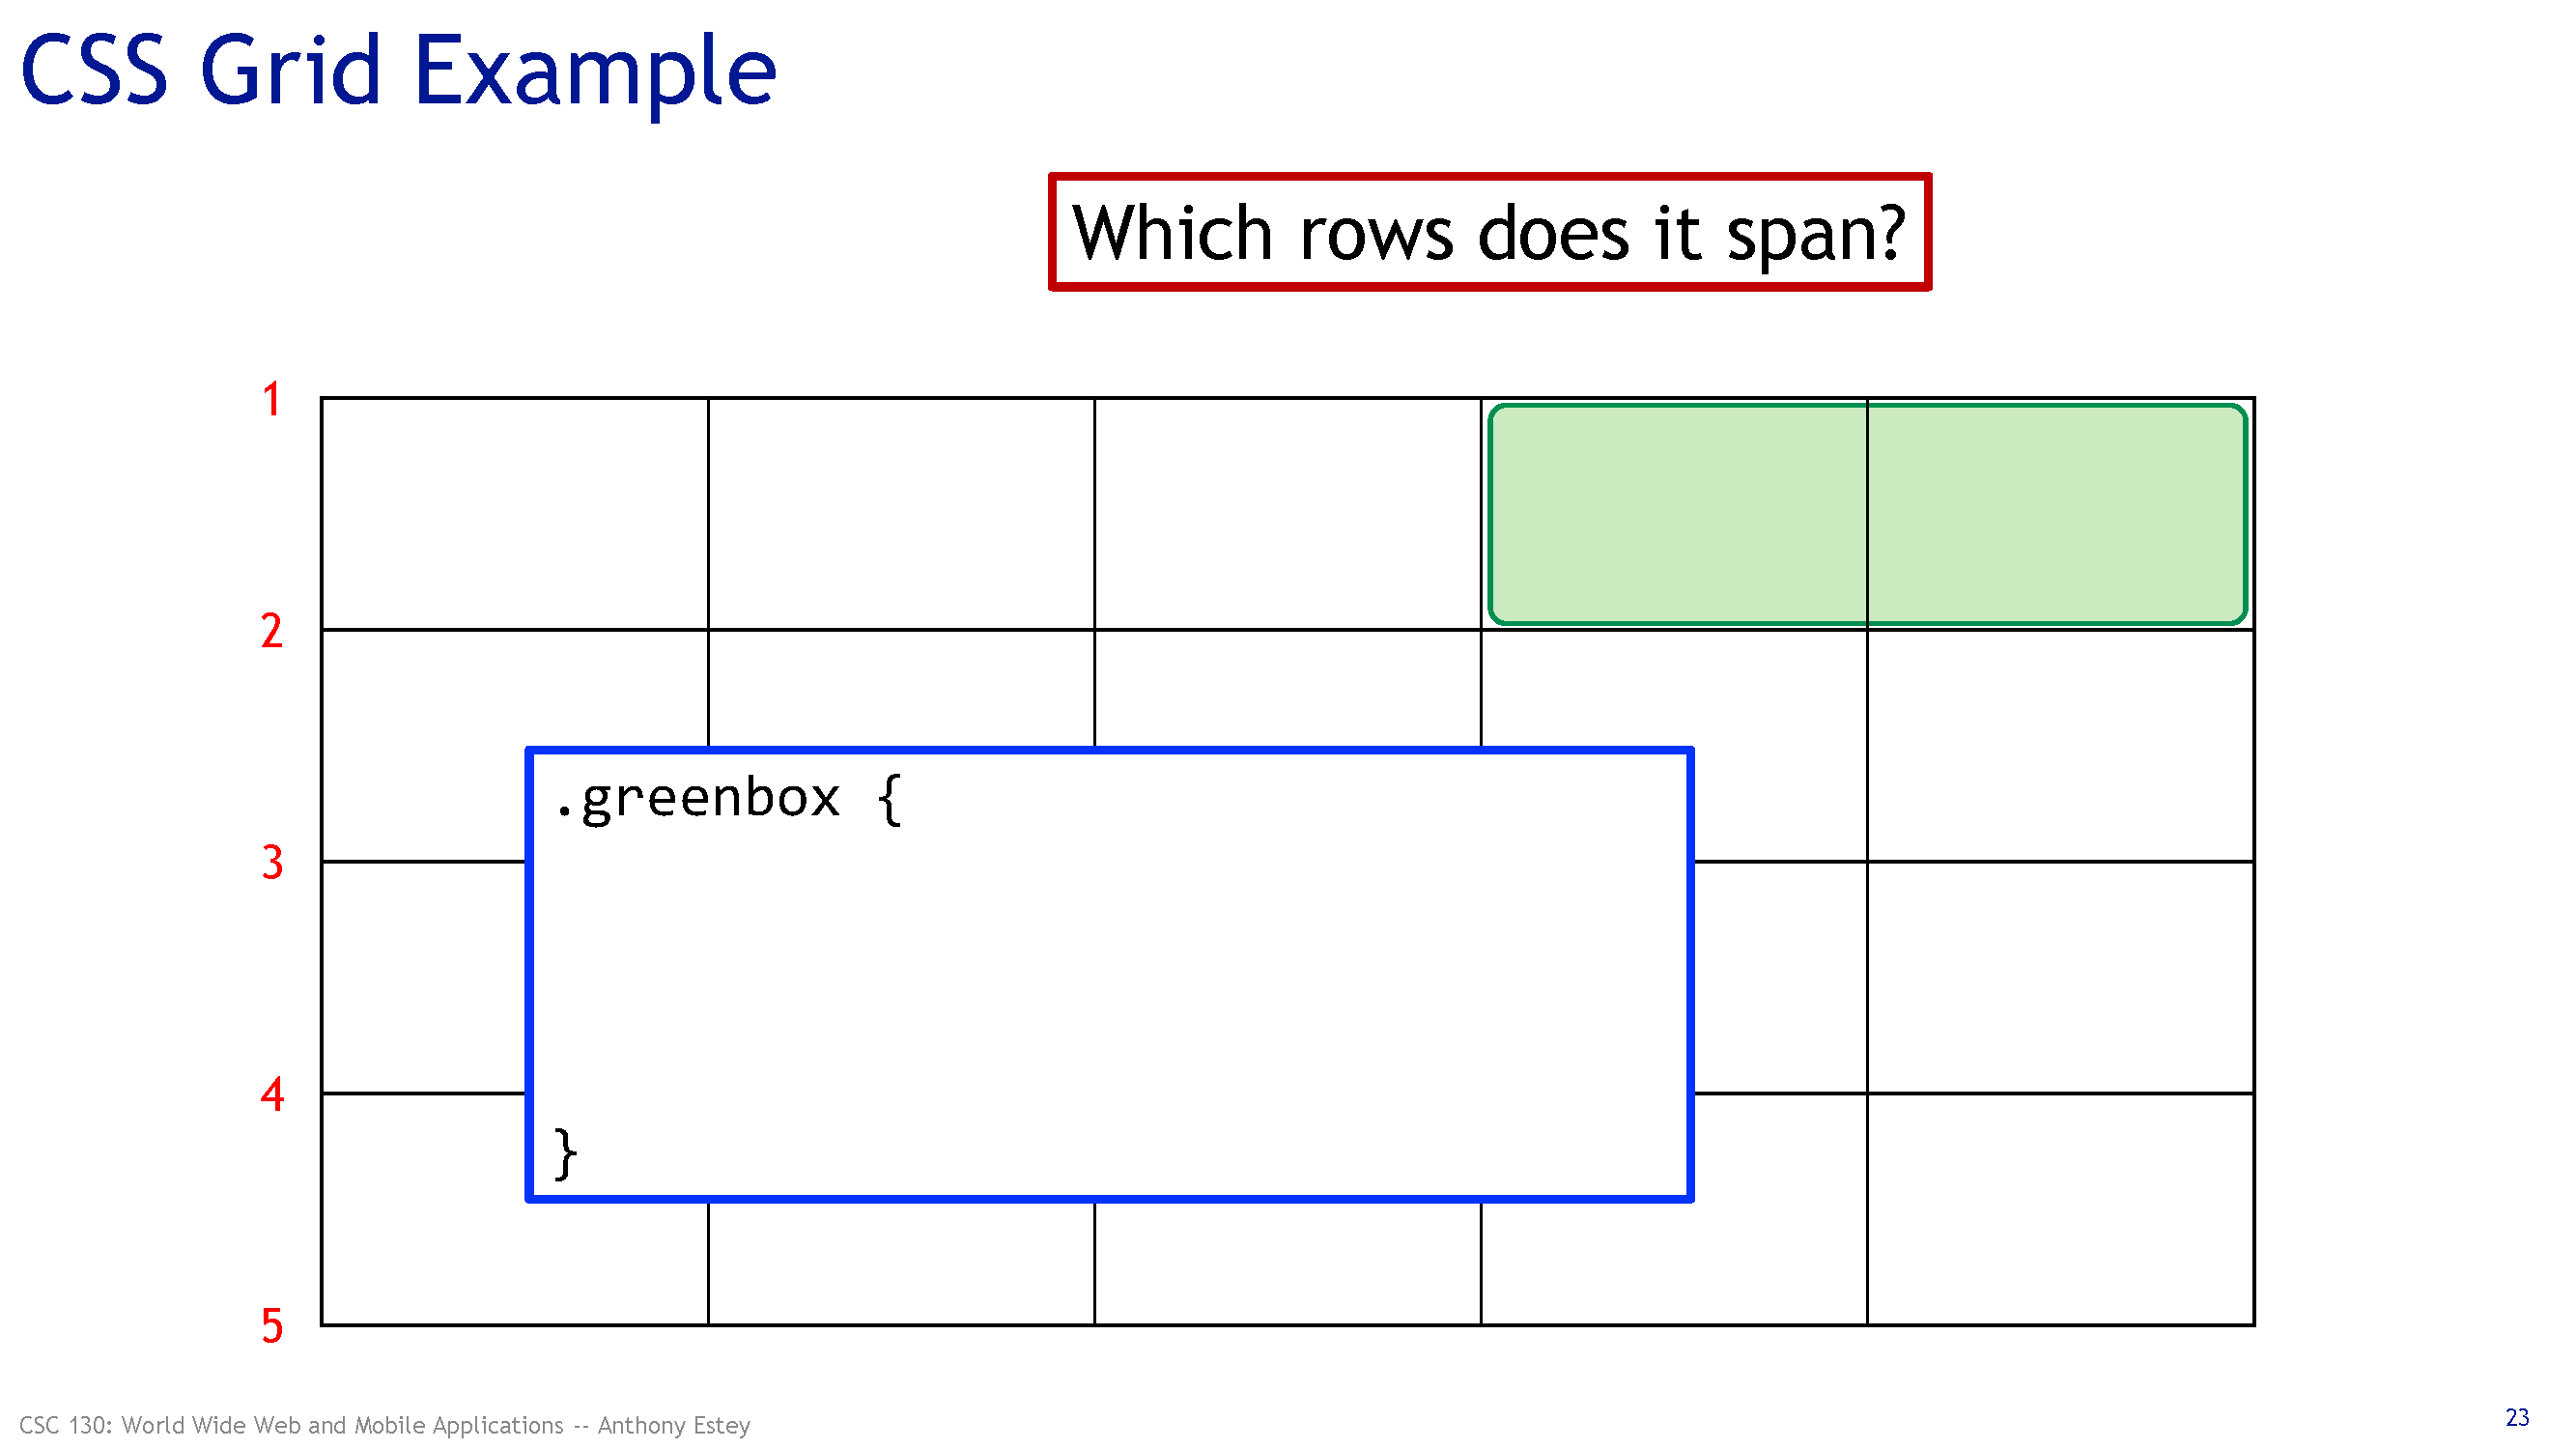 CSS Grid Example
Which rows does it span?
1
2
.greenbox {
3
4
}
5
CSC 130: World Wide Web and Mobile Applications -- Anthony Estey
23